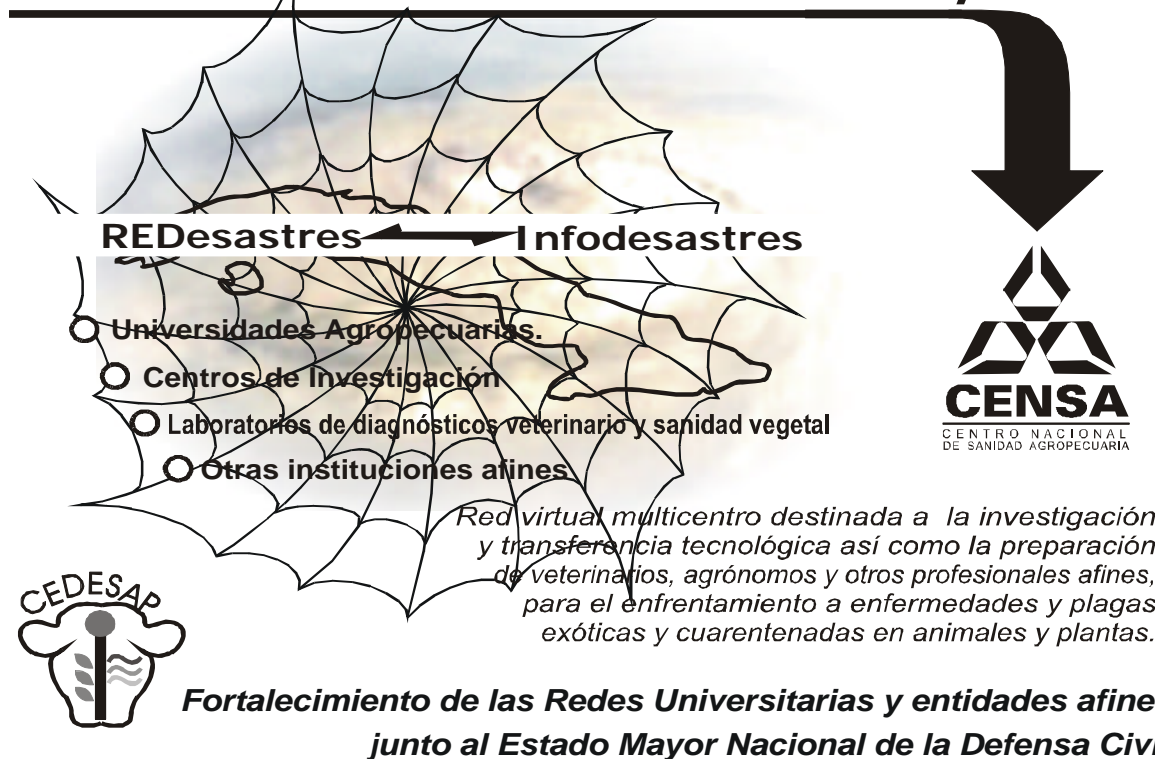 REDesastres Infodesastres
Universidades Agropecuarias.
Centros de Investigación
Laboratorios de diagnósticos veterinario y sanidad vegetal
Otras instituciones afines
CENSA
CENTRO NACIONAL
DE SANIDAD AGROPECUARIA
Red virtual multicentro destinada a la investigación
y transferencia tecnológica así como la preparación
de veterinarios, agrónomos y otros profesionales afines,
para el enfrentamiento a enfermedades y plagas
exóticas y cuarentenadas en animales y plantas.
CEDESAP
Fortalecimiento de las Redes Universitarias y entidades afine
junto al Estado Mayor Nacional de la Defensa Civi